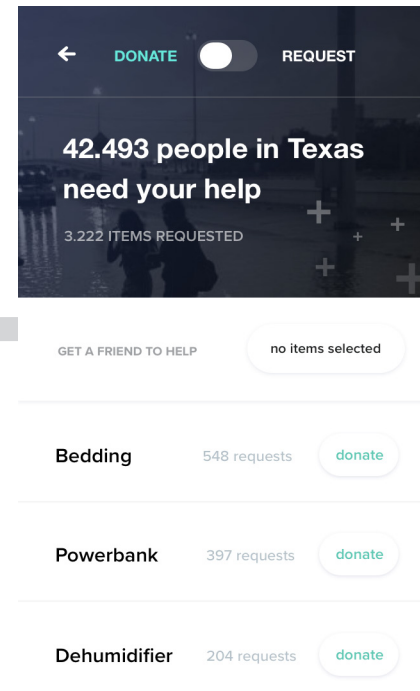 DONATE REQUEST
42.493 people in Texas
need your help
3.222 ITEMS REQUESTED
GET A FRIEND TO HELP no items selected
Bedding 548 requests donate
Powerbank 397 requests donate
Dehumidifier 204 requests donate